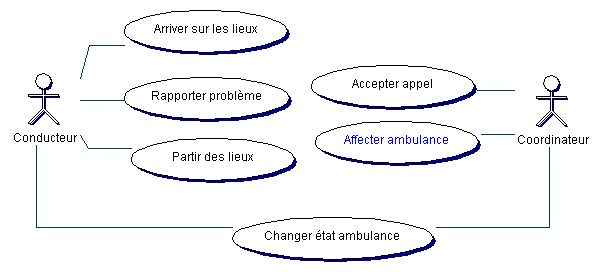 Arriver sur les lieux
Accepter appel
Rapporter problème
Conducteur
Affecter ambulance
Coordinateur
Partir des lieux
Changer état ambulance